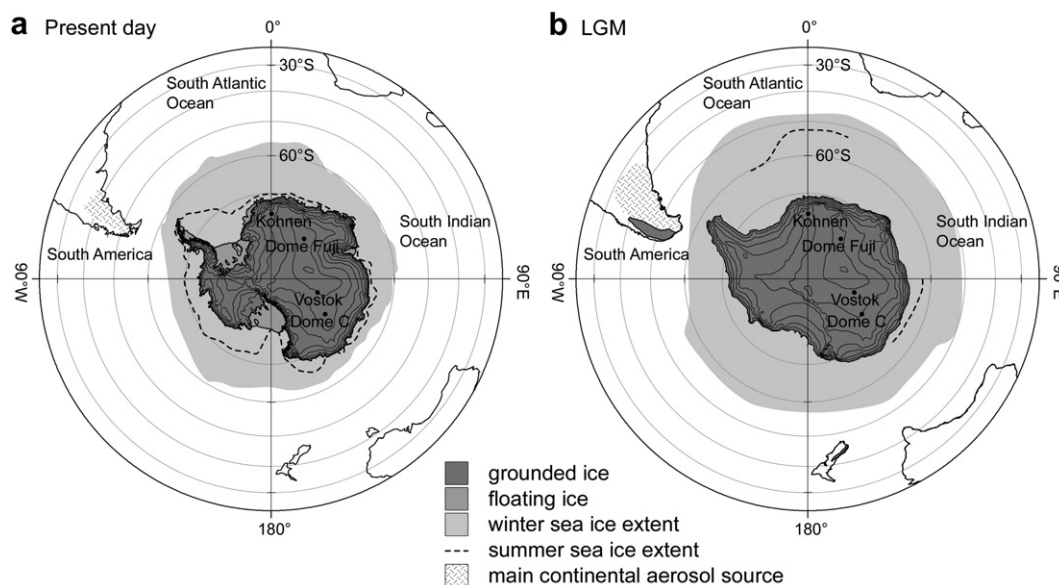 a Present day
0°
30°S
South Atlantic
Ocean
60°S
Kohnen
South Indian
Ocean
Dome Fuji
South America
90°W
90°E
Vostok
Dome C
180°
b LGM
0°
30°S
South Atlantic
Ocean
60°S
Kohnen
South Indian
Ocean
Dome Fuji
South America
90°W
90°E
Vostok
Dome C
180°
grounded ice
floating ice
winter sea ice extent
summer sea ice extent
main continental aerosol source